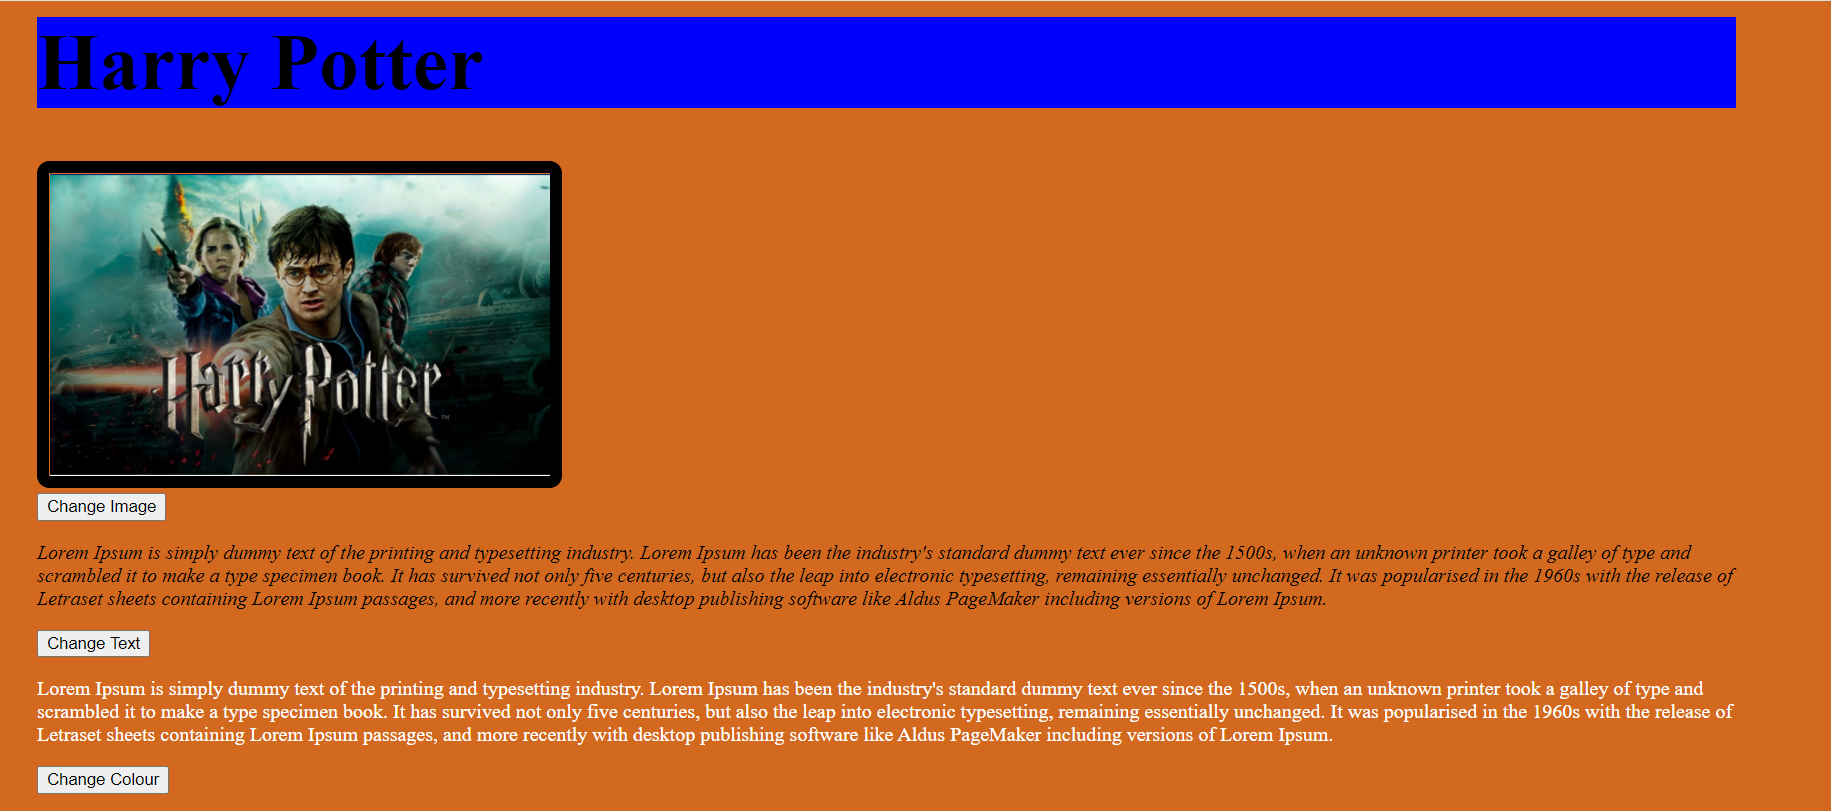 Harry Potter
Harry Potter™
Change Image
Lorem Ipsum is simply dummy text of the printing and typesetting industry. Lorem Ipsum has been the industry's standard dummy text ever since the 1500s, when an unknown printer took a galley of type and
scrambled it to make a type specimen book. It has survived not only five centuries, but also the leap into electronic typesetting, remaining essentially unchanged. It was popularised in the 1960s with the release of
Letraset sheets containing Lorem Ipsum passages, and more recently with desktop publishing software like Aldus PageMaker including versions of Lorem Ipsum.
Change Text
Lorem Ipsum is simply dummy text of the printing and typesetting industry. Lorem Ipsum has been the industry's standard dummy text ever since the 1500s, when an unknown printer took a galley of type and
scrambled it to make a type specimen book. It has survived not only five centuries, but also the leap into electronic typesetting, remaining essentially unchanged. It was popularised in the 1960s with the release of
Letraset sheets containing Lorem Ipsum passages, and more recently with desktop publishing software like Aldus PageMaker including versions of Lorem Ipsum.
Change Colour